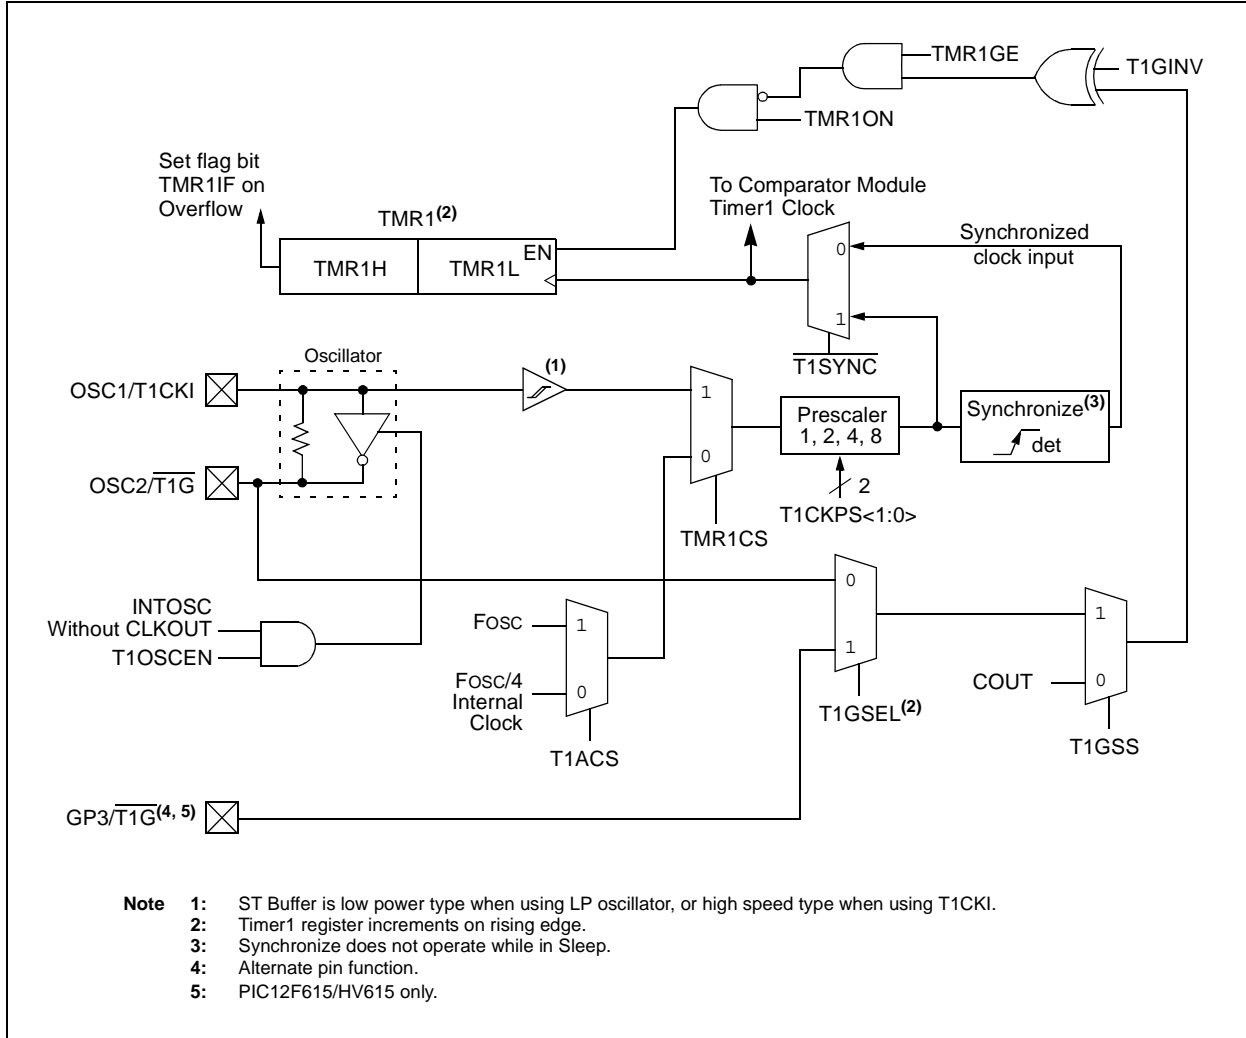 TMR1GE
T1GINV
TMR1ON
Set flag bit
TMR1IF on
Overflow
To Comparator Module
Timer1 Clock
TMR1(2)
EN
TMR1H
TMR1L
0
Synchronized
clock input
1
T1SYNC
Oscillator
(1)
OSC1/T1CKI
1
Prescaler
1, 2, 4, 8
Synchronize(3)
det
0
OSC2/T1G
2
T1CKPS<1:0>
TMR1CS
0
INTOSC
Without CLKOUT
T1OSCEN
FOSC
1
1
1
FOSC/4
Internal
Clock
0
COUT
0
T1GSEL(2)
T1ACS
T1GSS
GP3/T1G(4, 5)
Note 1: ST Buffer is low power type when using LP oscillator, or high speed type when using T1CKI.
2: Timer1 register increments on rising edge.
3: Synchronize does not operate while in Sleep.
4: Alternate pin function.
5: PIC12F615/HV615 only.